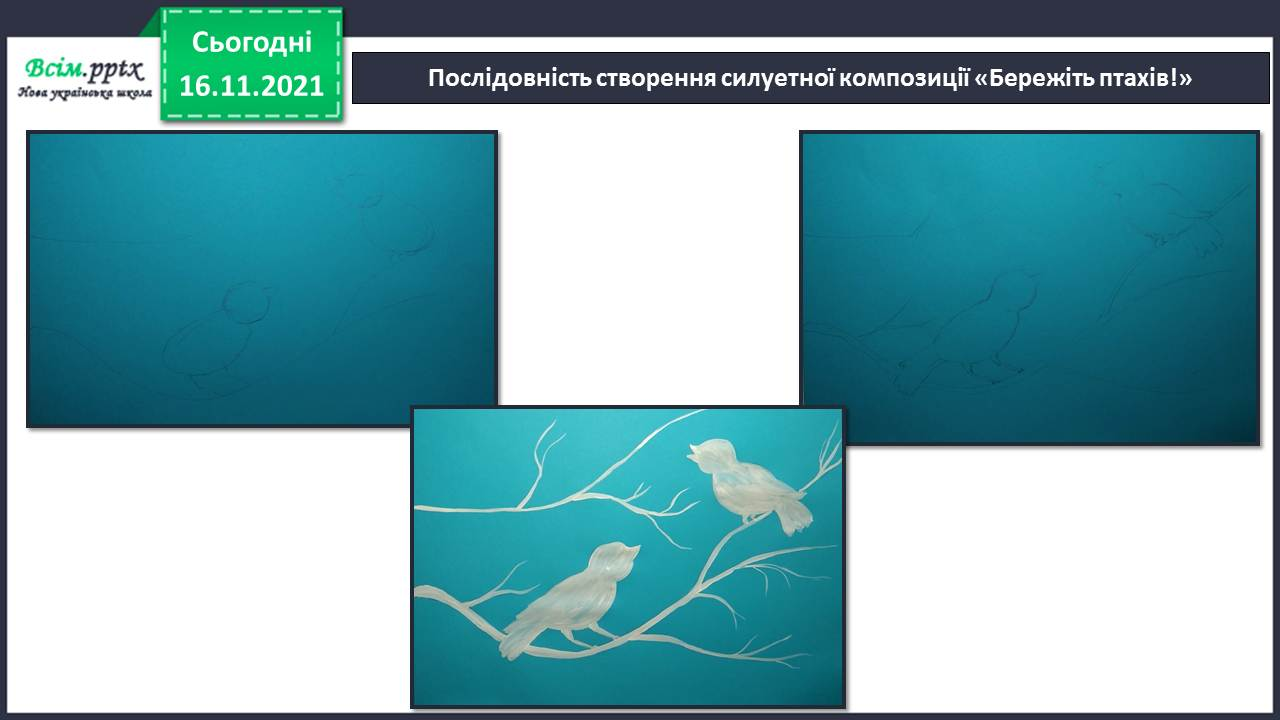 Всім.pptx
Нова українська школа
Сьогодні
16.11.2021
Послідовність створення силуетної композиції «Бережіть птахів!»